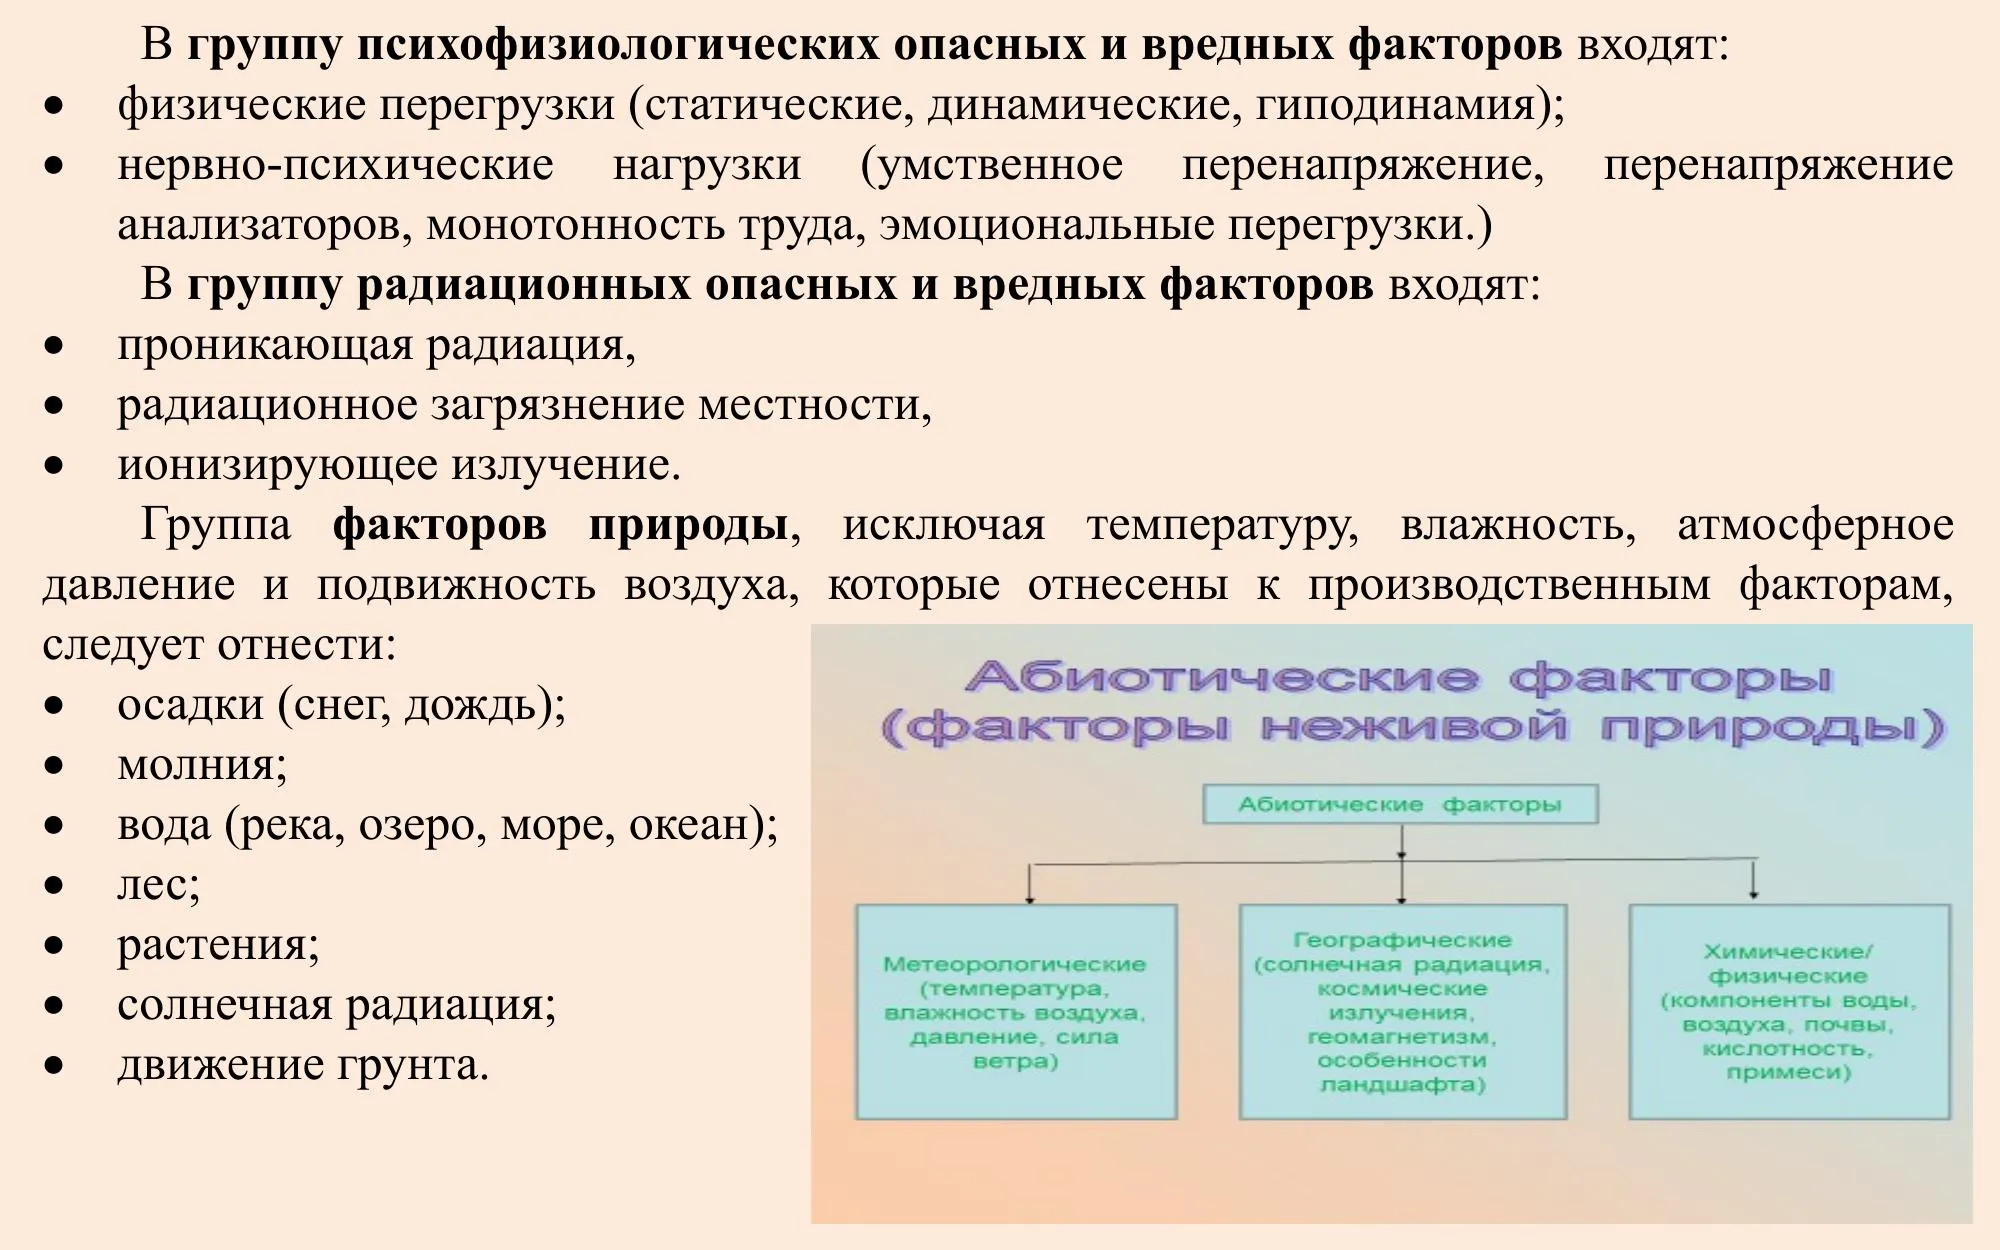 В группу психофизиологических опасных и вредных факторов входят:
• физические перегрузки (статические, динамические, гиподинамия);
• нервно-психические нагрузки (умственное перенапряжение, перенапряжение
анализаторов, монотонность труда, эмоциональные перегрузки.)
В группу радиационных опасных и вредных факторов входят:
• проникающая радиация,
• радиационное загрязнение местности,
• ионизирующее излучение.
Группа факторов природы, исключая температуру, влажность, атмосферное
давление и подвижность воздуха, которые отнесены к производственным факторам,
следует отнести:
• осадки (снег, дождь);
• молния;
• вода (река, озеро, море, океан);
• лес;
• растения;
• солнечная радиация;
• движение грунта.
Абиотические факторы
(факторы неживой природы)
Абиотические факторы
Метеорологические
(температура,
влажность воздуха,
давление, сила
ветра)
Географические
(солнечная радиация,
космические
излучения,
геомагнетизм,
особенности
ландшафта)
Химические/
физические
(компоненты воды,
воздуха, почвы,
кислотность,
примеси)